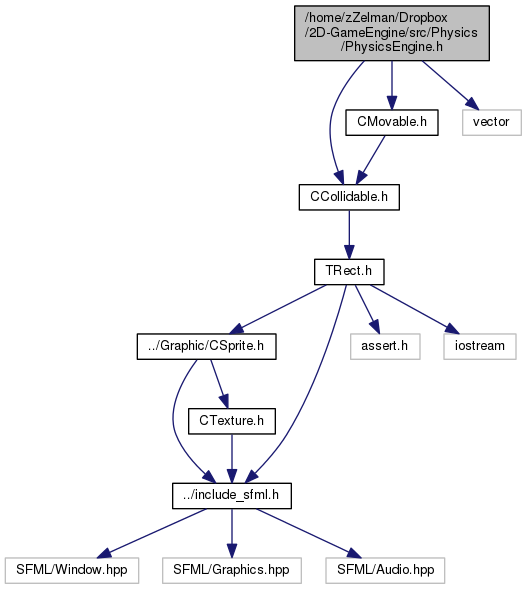 /home/zZelman/Dropbox
/2D-GameEngine/src/Physics
/PhysicsEngine.h
CMovable.h
vector
CCollidable.h
TRect.h
../Graphic/CSprite.h
assert.h
iostream
CTexture.h
../include_sfml.h
SFML/Window.hpp
SFML/Graphics.hpp
SFML/Audio.hpp